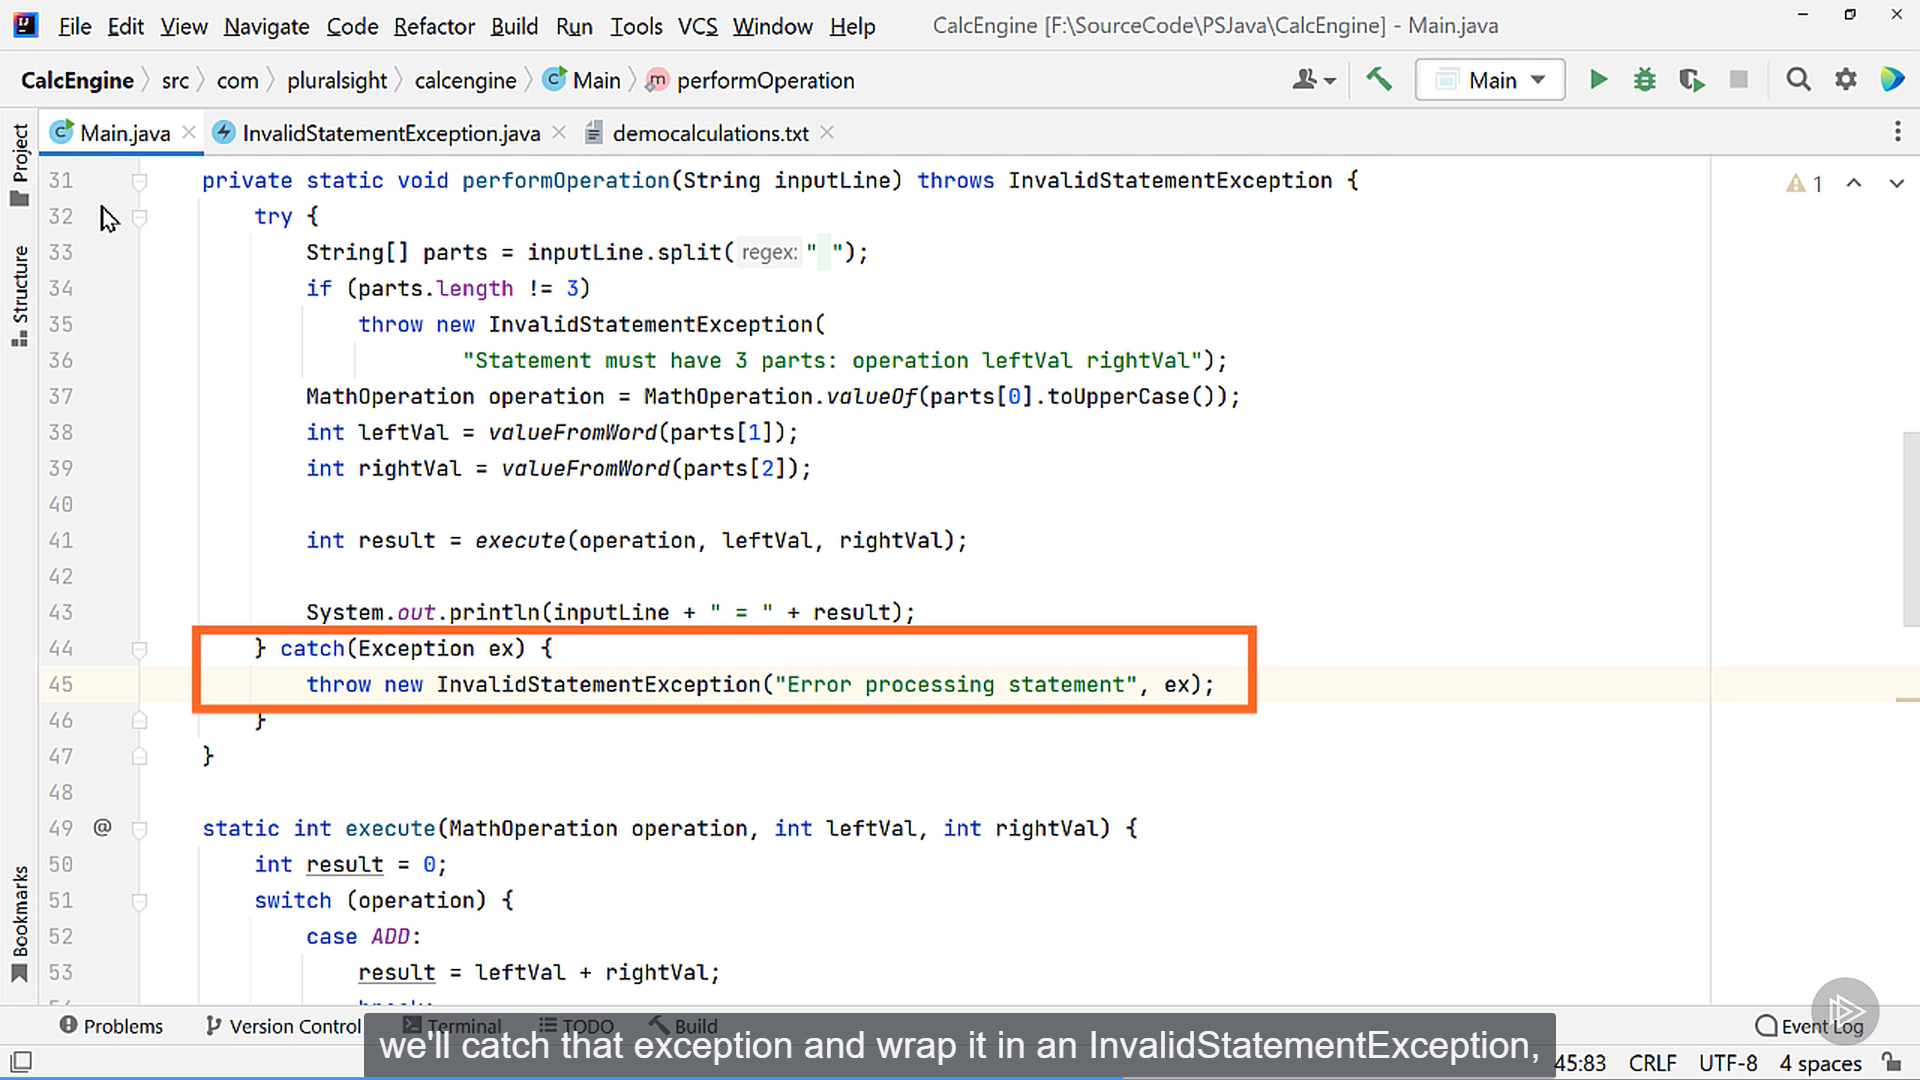 File Edit View Navigate Code Refactor Build Run Tools VCS Window Help CalcEngine [F:\SourceCode\PSJava\CalcEngine] - Main.java
CalcEngine src com pluralsight calcengine Main performOperation Main
Main.java InvalidStatementException.java democalculations.txt
Project
Structure
Bookmarks
31 private static void performOperation(String inputLine) throws InvalidStatementException { 1
32 try {
33 String[] parts = inputLine.split( regex: " ");
34 if (parts.length != 3)
35 throw new InvalidStatementException(
36 "Statement must have 3 parts: operation leftVal rightVal");
37 MathOperation operation = MathOperation.valueOf(parts[0].toUpperCase());
38 int leftVal = valueFromWord(parts[1]);
39 int rightVal = valueFromWord(parts[2]);
40
41 int result = execute(operation, leftVal, rightVal);
42
43 System.out.println(inputLine + " = " + result);
44 } catch(Exception ex) {
45 throw new InvalidStatementException("Error processing statement", ex);
46 }
47 }
48
49 @ static int execute(MathOperation operation, int leftVal, int rightVal) {
50 int result = 0;
51 switch (operation) {
52 case ADD:
53 result = leftVal + rightVal;
Problems Version Control Terminal TODO Build Event Log
we'll catch that exception and wrap it in an InvalidStatementException,
45:83 CRLF UTF-8 4 spaces